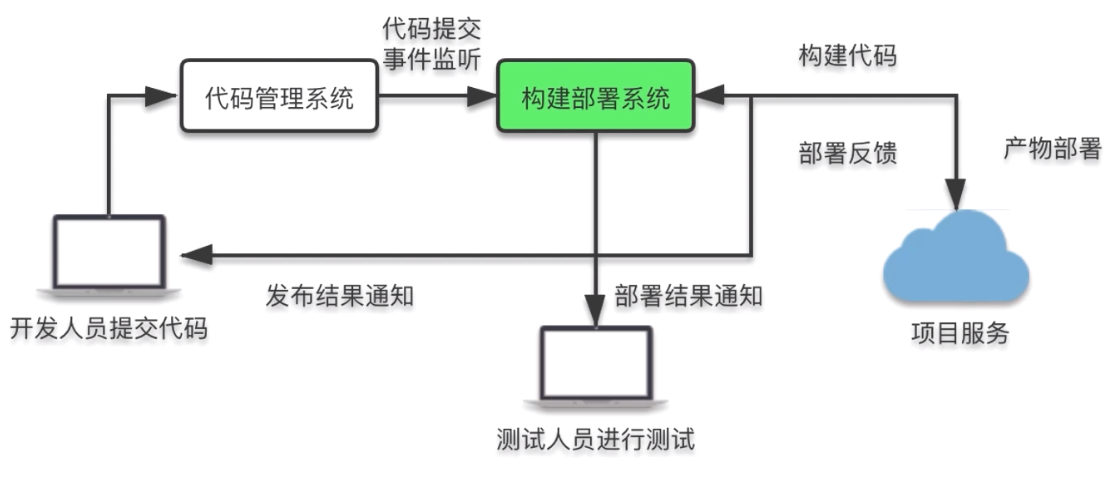 代码提交
事件监听
构建代码
代码管理系统
构建部署系统
部署反馈
产物部署
发布结果通知
部署结果通知
开发人员提交代码
项目服务
测试人员进行测试